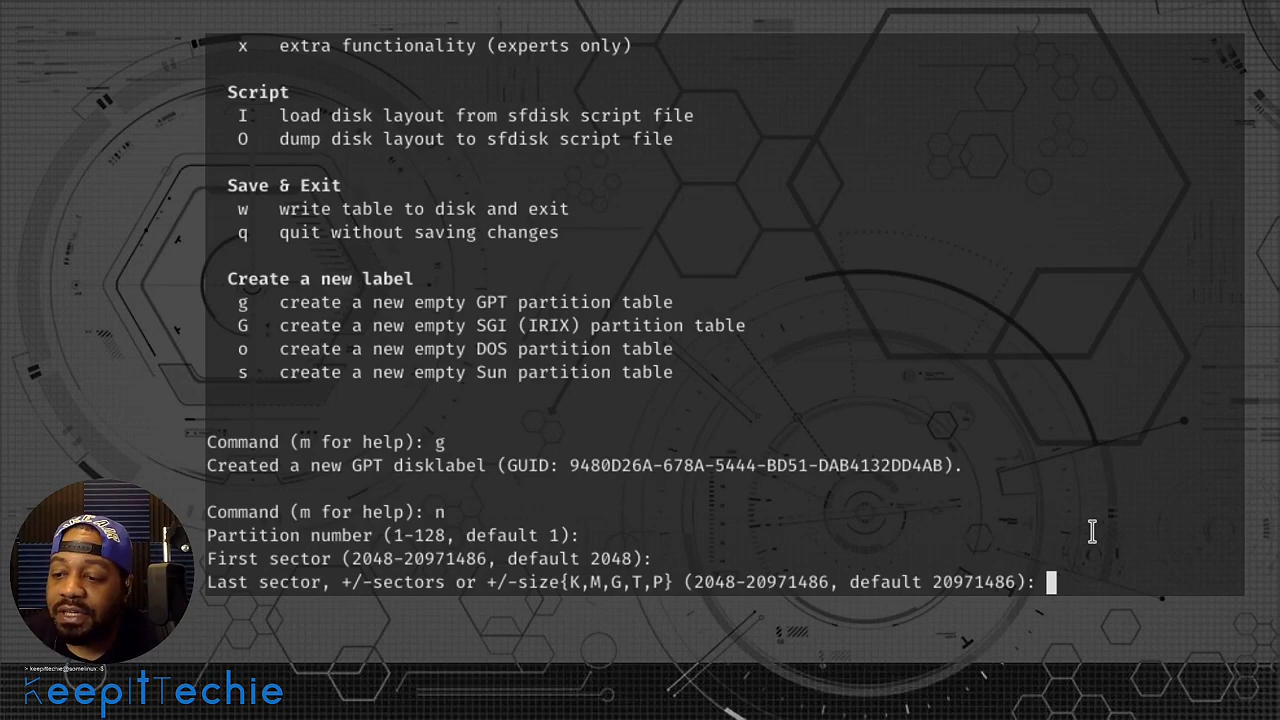 x extra functionality (experts only)
Script
I load disk layout from sfdisk script file
O dump disk layout to sfdisk script file
Save & Exit
w write table to disk and exit
q quit without saving changes
Create a new label
g create a new empty GPT partition table
G create a new empty SGI (IRIX) partition table
o create a new empty DOS partition table
s create a new empty Sun partition table
Command (m for help): g
Created a new GPT disklabel (GUID: 9480D26A-678A-5444-BD51-DAB4132DD4AB).
Command (m for help): n
Partition number (1-128, default 1):
First sector (2048-20971486, default 2048):
Last sector, +/-sectors or +/-size{K,M,G,T,P} (2048-20971486, default 20971486):
> keepittechie@somelinux:~$
KeepItTechie